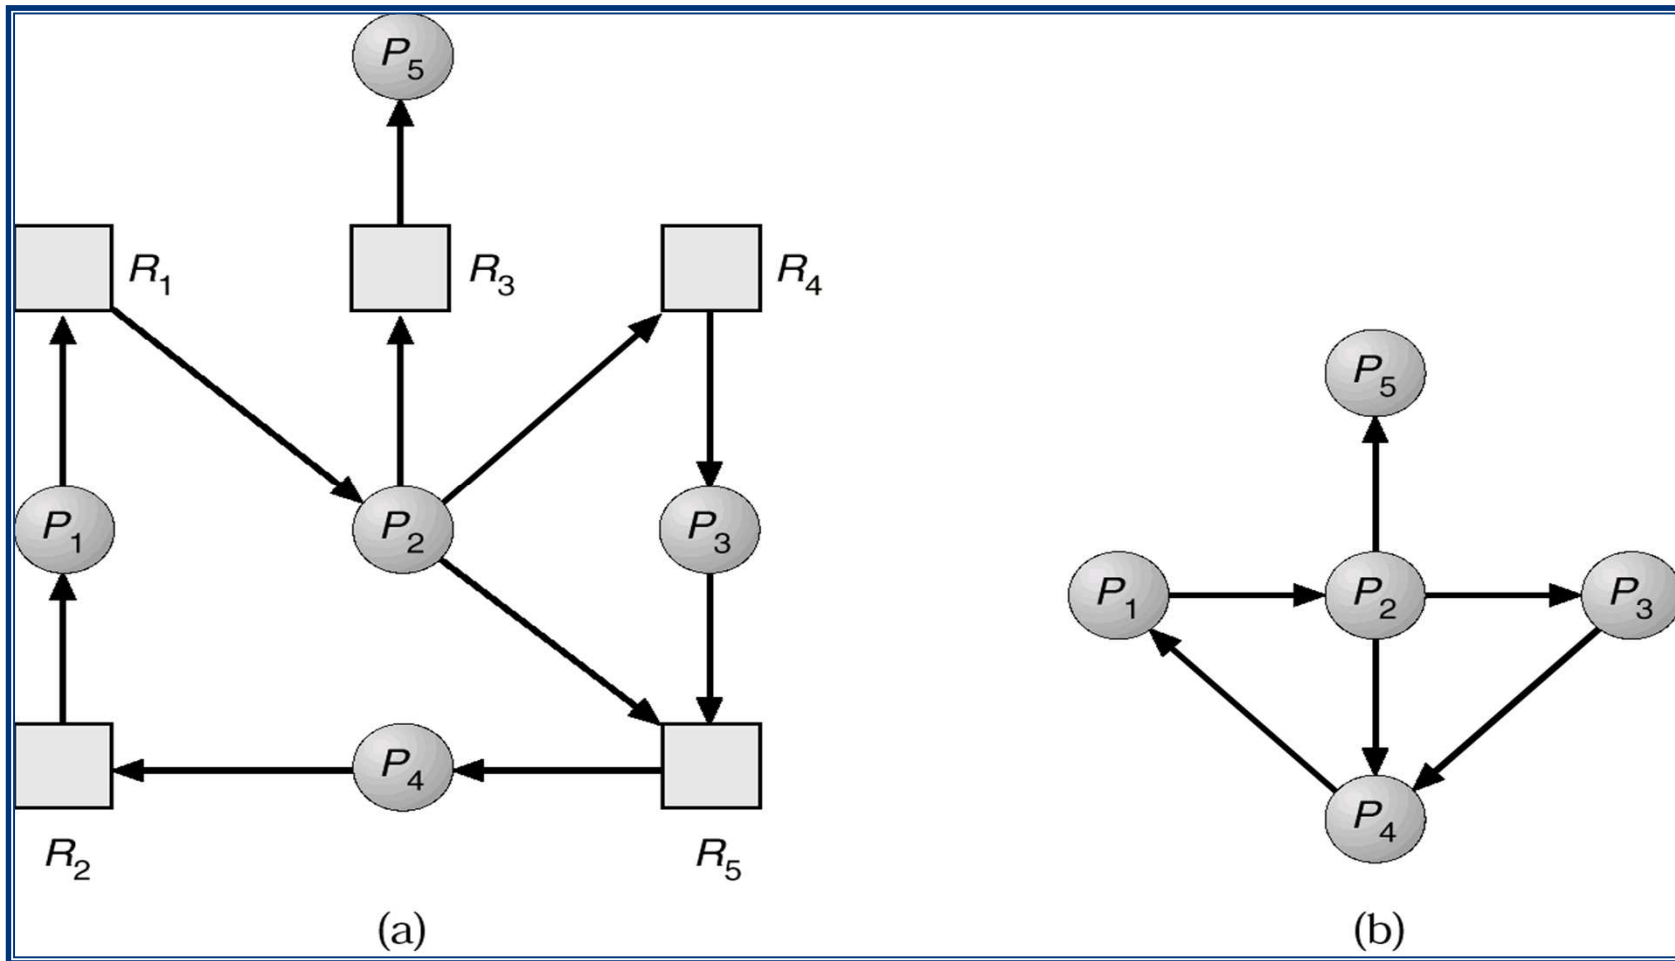 P₅
R₁
R₃
R₄
P₁
P₂
P₃
P₄
R₂
R₅
(a)
P₅
P₁
P₂
P₃
P₄
(b)